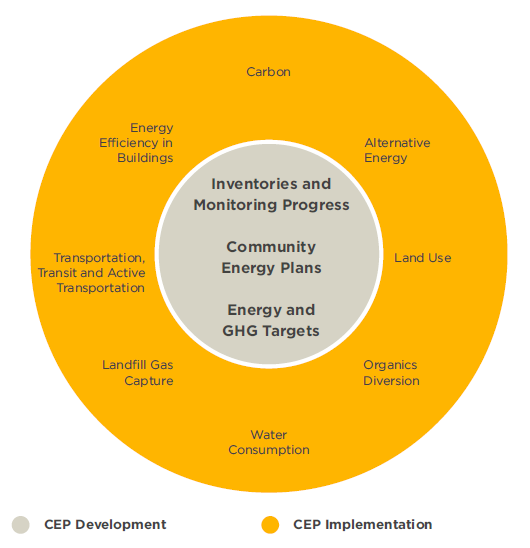 Carbon
Energy
Efficiency in
Buildings
Alternative
Energy
Inventories and
Monitoring Progress
Community
Energy Plans
Energy and
GHG Targets
Transportation,
Transit and Active
Transportation
Land Use
Landfill Gas
Capture
Organics
Diversion
Water
Consumption
CEP Development
CEP Implementation